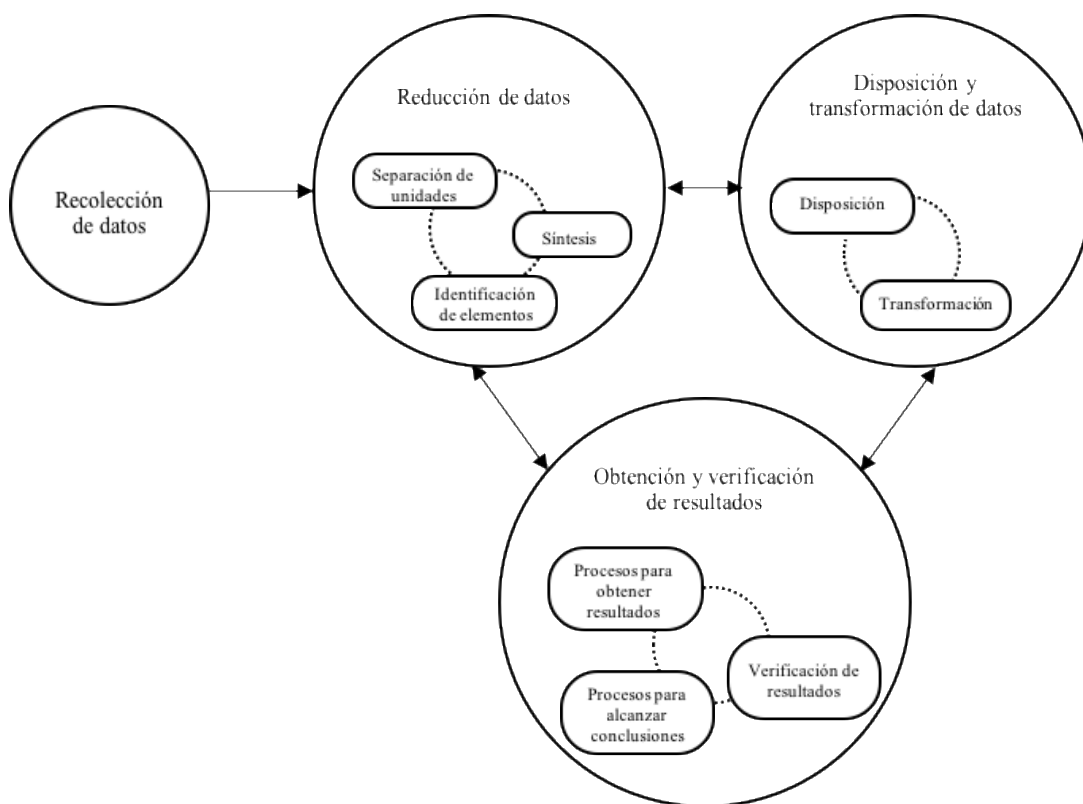 Recolección
de datos
Reducción de datos
Separación de
unidades
Síntesis
Identificación
de elementos
Disposición y
transformación de datos
Disposición
Transformación
Obtención y verificación
de resultados
Procesos para
obtener
resultados
Verificación de
resultados
Procesos para
alcanzar
conclusiones